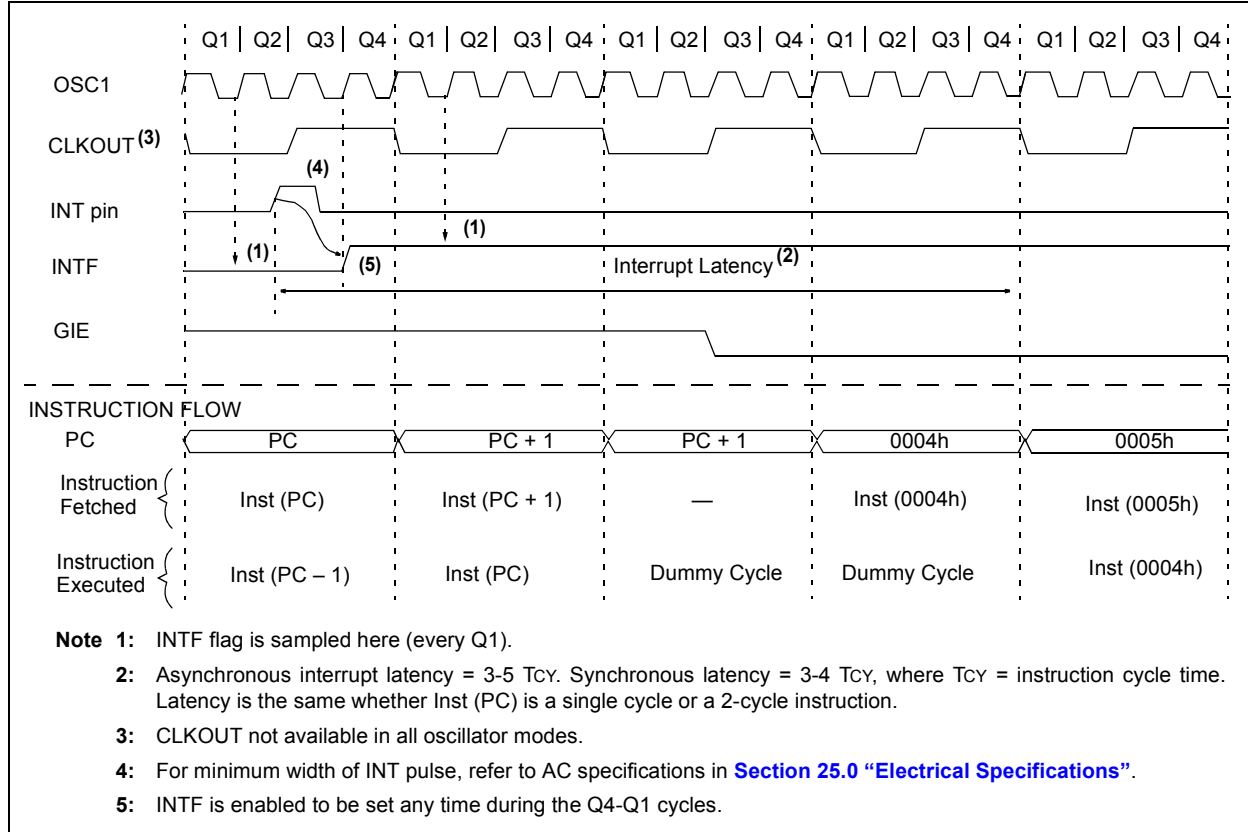 Q1 Q2 Q3 Q4 Q1 Q2 Q3 Q4 Q1 Q2 Q3 Q4 Q1 Q2 Q3 Q4 Q1 Q2 Q3 Q4
OSC1
CLKOUT (3)
(4)
INT pin
(1)
(1)
INTF
(5)
Interrupt Latency (2)
GIE
INSTRUCTION FLOW
PC PC PC + 1 PC + 1 0004h 0005h
Instruction
Fetched
Inst (PC) Inst (PC + 1) — Inst (0004h) Inst (0005h)
Instruction
Executed
Inst (PC – 1) Inst (PC) Dummy Cycle Dummy Cycle Inst (0004h)
Note 1: INTF flag is sampled here (every Q1).
2: Asynchronous interrupt latency = 3-5 TCY. Synchronous latency = 3-4 TCY, where TCY = instruction cycle time.
Latency is the same whether Inst (PC) is a single cycle or a 2-cycle instruction.
3: CLKOUT not available in all oscillator modes.
4: For minimum width of INT pulse, refer to AC specifications in Section 25.0 “Electrical Specifications”.
5: INTF is enabled to be set any time during the Q4-Q1 cycles.